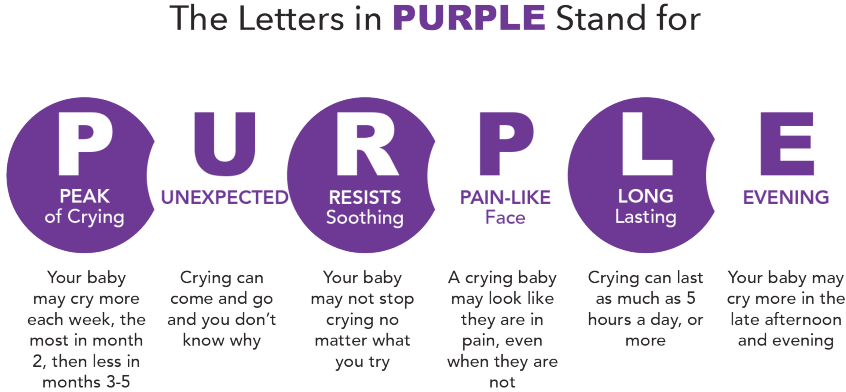 The Letters in PURPLE Stand for
P
PEAK
of Crying
Your baby
may cry more
each week, the
most in month
2, then less in
months 3-5
U
UNEXPECTED
Crying can
come and go
and you don't
know why
R
RESISTS
Soothing
Your baby
may not stop
crying no
matter what
you try
P
PAIN-LIKE
Face
A crying baby
may look like
they are in
pain, even
when they are
not
L
LONG
Lasting
Crying can last
as much as 5
hours a day, or
more
E
EVENING
Your baby may
cry more in the
late afternoon
and evening